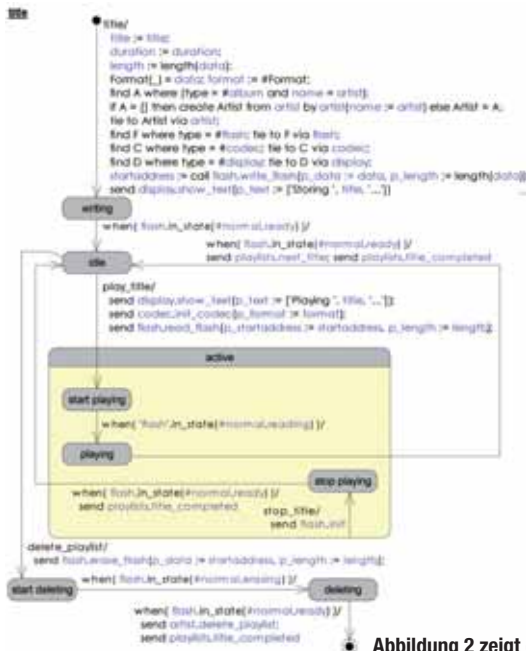 title
title/
title := title;
duration := duration;
length := length(data);
Format(_) = data; format := #Format;
find A where (type = #album and name = artist)
if A = [] then create Artist from artist by artist(name := artist) else Artist = A.
tie to Artist via artist;
find F where type = #flash; tie to F via flash;
find C where type = #codec; tie to C via codec;
find D where type = #display; tie to D via display;
startaddress := call flash.write_flash(p_data := data, p_length := length(data))
send display.show_text(p_text := ['Storing ', title, '...'])
...
writing
when( flash.in_state(#normal.ready) )/
when( flash.in_state(#normal.ready) )/
send playlists.next_title; send playlists.title_completed
idle
play_title/
send display.show_text(p_text := ['Playing ', title, '...']);
send codec.init_codec(p_format := format);
send flash.read_flash(p_startaddress := startaddress, p_length := length);
active
start playing
when( "flash".in_state(#normal.reading) )/
playing
stop playing
when( flash.in_state(#normal.ready) )/
send playlists.title_completed
stop_title/
send flash.init
delete_playlist/
send flash.erase_flash(p_data := startaddress, p_length := length);
start deleting
when( flash.in_state(#normal.erasing) )/
deleting
when( flash.in_state(#normal.ready) )/
send artist.delete_playlist;
send playlists.title_completed
Abbildung 2 zeigt